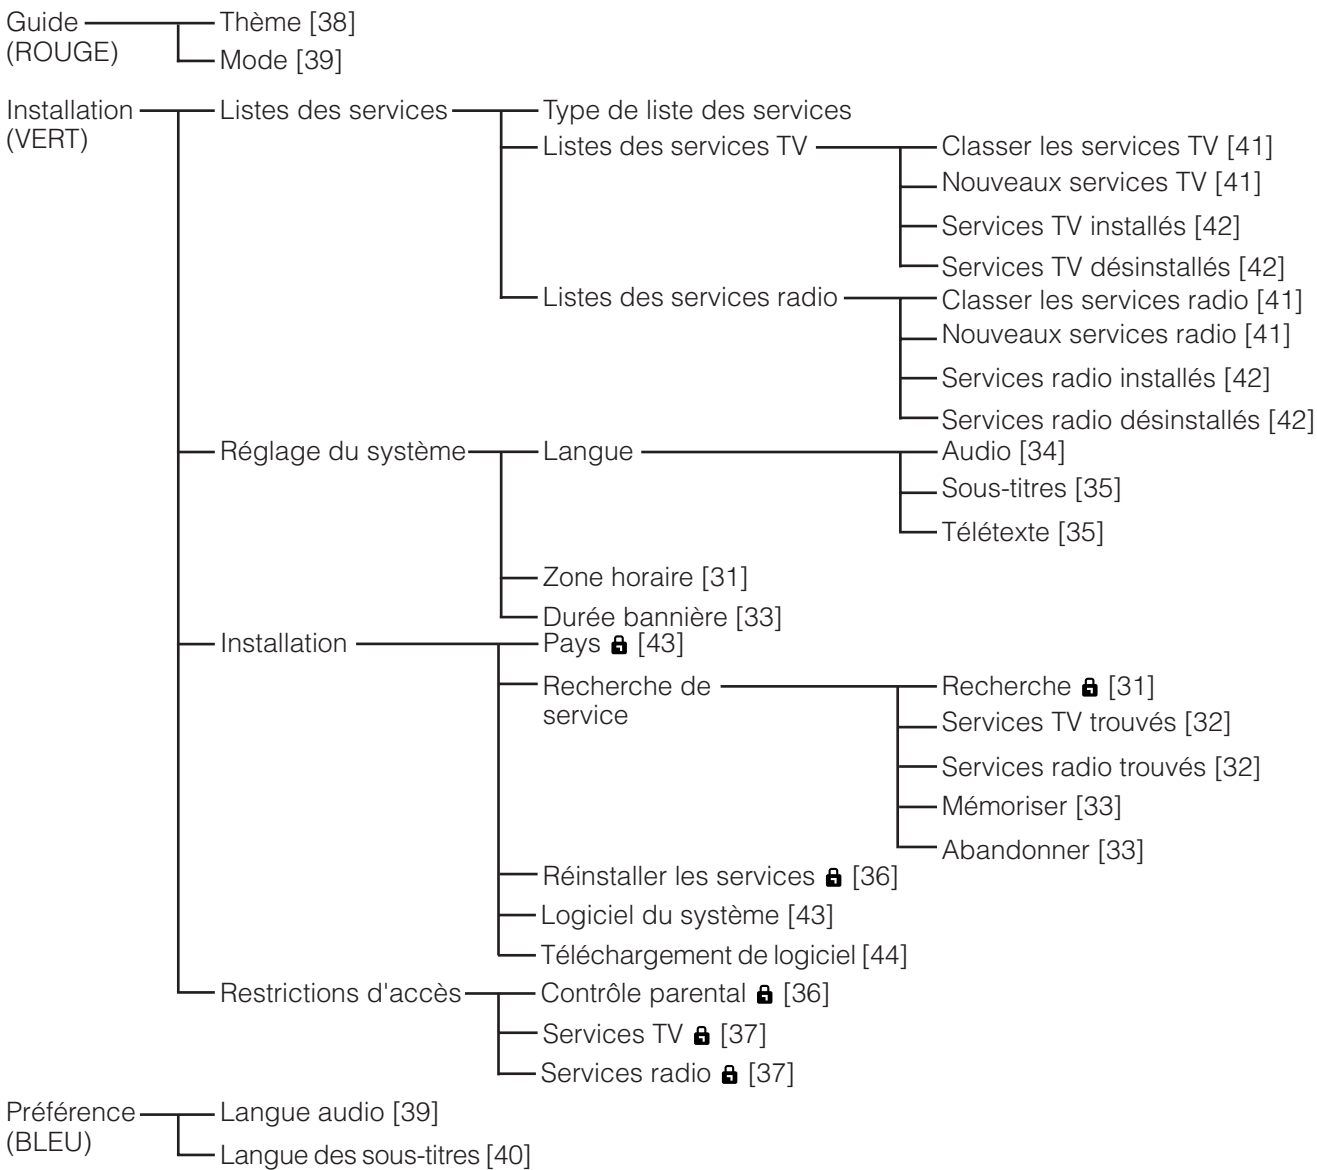 Guide
(ROUGE)
Thème [38]
Mode [39]
Installation
(VERT)
Listes des services
Type de liste des services
Listes des services TV
Classer les services TV [41]
Nouveaux services TV [41]
Services TV installés [42]
Services TV désinstallés [42]
Listes des services radio
Classer les services radio [41]
Nouveaux services radio [41]
Services radio installés [42]
Services radio désinstallés [42]
Réglage du système
Langue
Audio [34]
Sous-titres [35]
Télétexte [35]
Zone horaire [31]
Durée bannière [33]
Installation
Pays [43]
Recherche de
service
Recherche [31]
Services TV trouvés [32]
Services radio trouvés [32]
Mémoriser [33]
Abandonner [33]
Réinstaller les services [36]
Logiciel du système [43]
Téléchargement de logiciel [44]
Restrictions d'accès
Contrôle parental [36]
Services TV [37]
Services radio [37]
Préférence
(BLEU)
Langue audio [39]
Langue des sous-titres [40]